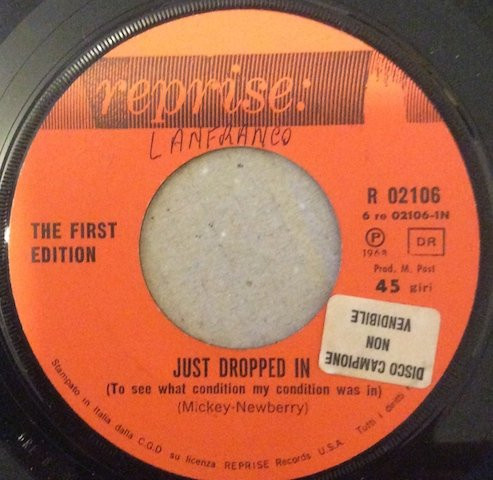 reprise:
LANFRANCO
R 02106
6 ro 02106-1N
P
DR
1968
Prod. M. Post
45 giri
THE FIRST
EDITION
DISCO CAMPIONE
NON
VENDIBILE
JUST DROPPED IN
(To see what condition my condition was in)
(Mickey-Newberry)
Stampato in Italia dalla C.G.D su licenza REPRISE Records U.S.A. Tutti i diritti